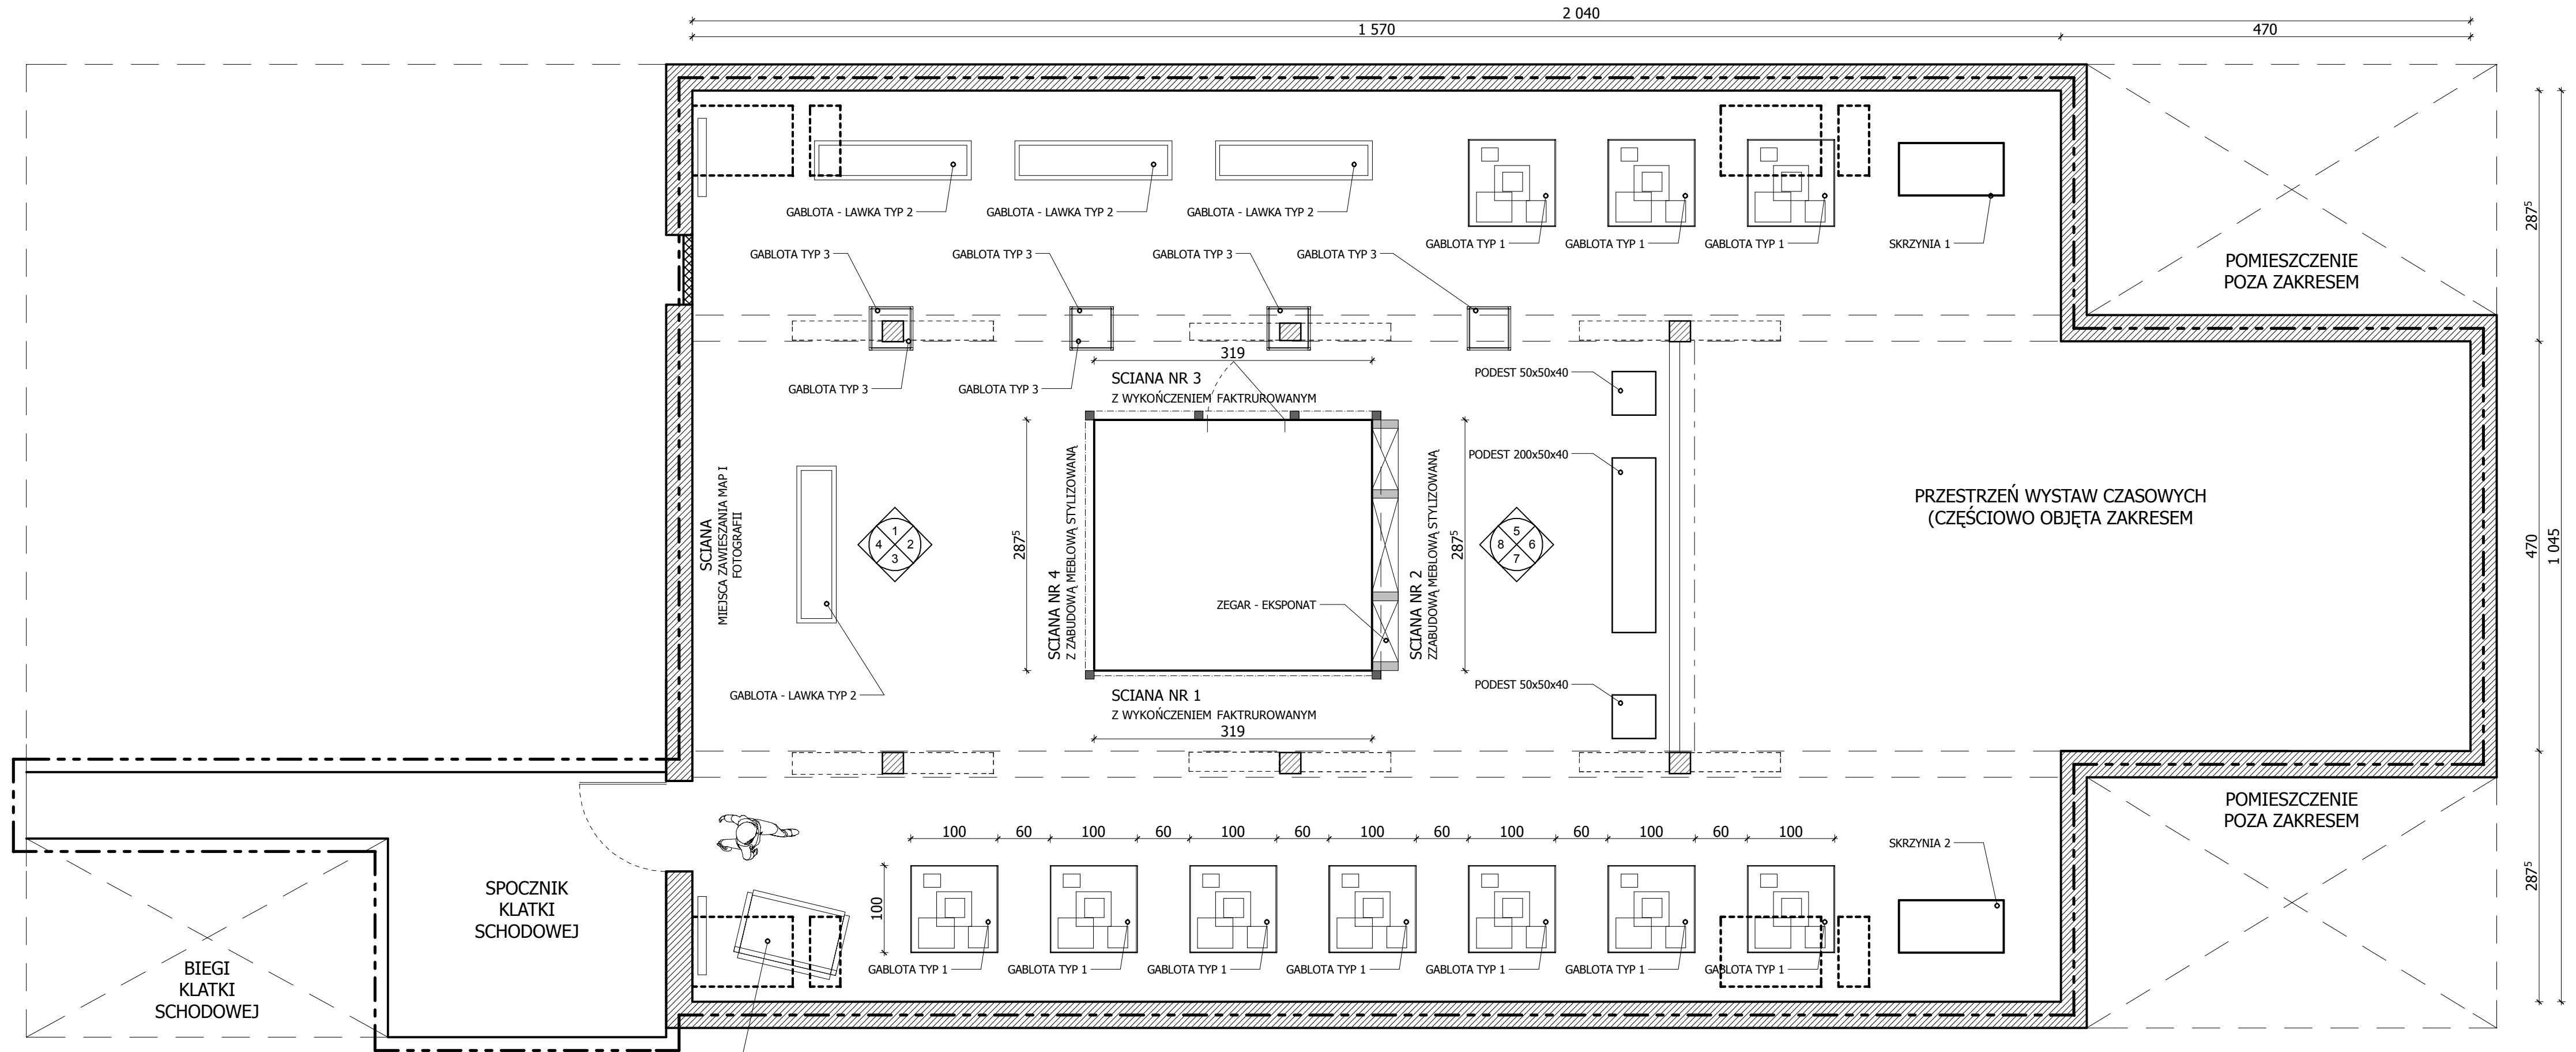 2 040
1 570
470
GABLOTA - LAWKA TYP 2
GABLOTA - LAWKA TYP 2
GABLOTA - LAWKA TYP 2
GABLOTA TYP 1
GABLOTA TYP 1
GABLOTA TYP 1
SKRZYNIA 1
287⁵
POMIESZCZENIE
POZA ZAKRESEM
GABLOTA TYP 3
GABLOTA TYP 3
GABLOTA TYP 3
GABLOTA TYP 3
319
GABLOTA TYP 3
GABLOTA TYP 3
SCIANA NR 3
Z WYKOŃCZENIEM FAKTRUROWANYM
PODEST 50x50x40
PODEST 200x50x40
SCIANA
MIEJSCA ZAWIESZANIA MAP I
FOTOGRAFII
1
4 2
3
287⁵
SCIANA NR 4
Z ZABUDOWĄ MEBLOWĄ STYLIZOWANĄ
ZEGAR - EKSPONAT
SCIANA NR 2
ZZABUDOWĄ MEBLOWĄ STYLIZOWANĄ
287⁵
5
8 6
7
PRZESTRZEŃ WYSTAW CZASOWYCH
(CZĘŚCIOWO OBJĘTA ZAKRESEM
470
1 045
GABLOTA - LAWKA TYP 2
SCIANA NR 1
Z WYKOŃCZENIEM FAKTRUROWANYM
319
PODEST 50x50x40
POMIESZCZENIE
POZA ZAKRESEM
100 60 100 60 100 60 100 60 100 60 100 60 100
SKRZYNIA 2
287⁵
100
SPOCZNIK
KLATKI
SCHODOWEJ
BIEGI
KLATKI
SCHODOWEJ
GABLOTA TYP 1
GABLOTA TYP 1
GABLOTA TYP 1
GABLOTA TYP 1
GABLOTA TYP 1
GABLOTA TYP 1
GABLOTA TYP 1